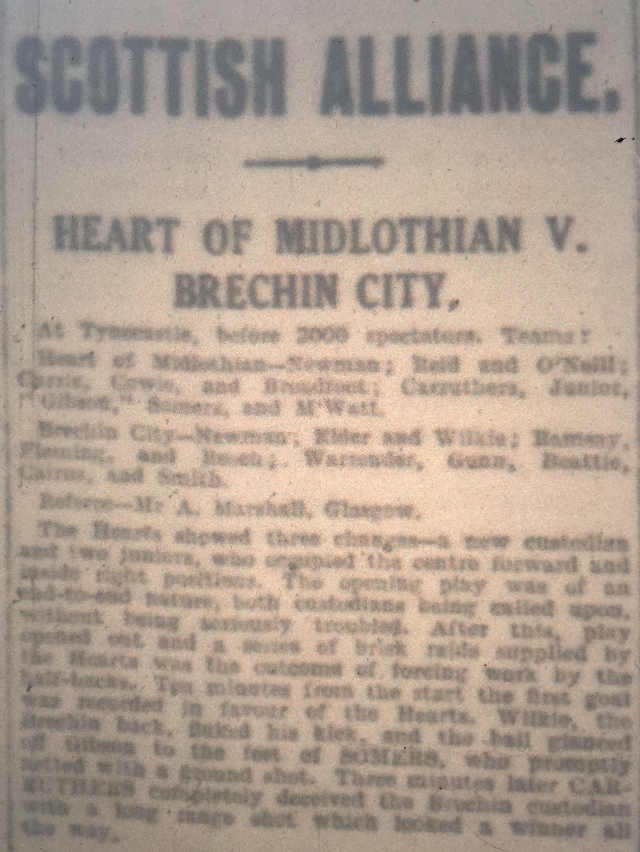 SCOTTISH ALLIANCE.
HEART OF MIDLOTHIAN V.
BRECHIN CITY.
At Tynecastle, before 2000 spectators. Teams:
Heart of Midlothian—Newman; Reid and O'Neill;
Currie, Cowie, and Broadfoot; Carruthers, Junior,
"Gibson," Somers, and M'Watt.
Brechin City—Newman; Elder and Wilkie; Ramsay,
Fleming, and Warrender, Gunn, Beattie,
Cairns, and Smith.
Referee—Mr A. Marshall, Glasgow.
The Hearts showed three changes—a new custodian
and two juniors, who occupied the centre forward and
inside right positions. The opening play was of an
end-to-end nature, both custodians being called upon,
without being seriously troubled. After this, play
opened out and a series of brisk raids supplied by
the Hearts was the outcome of forcing work by the
half-backs. Ten minutes from the start the first goal
was recorded in favour of the Hearts. Wilkie, the
Brechin back, fluked his kick, and the ball glanced
off Gibson to the feet of SOMERS, who promptly
netted with a ground shot. Three minutes later CAR-
RUTHERS completely deceived the Brechin custodian
with a long range shot which looked a winner all
the way.